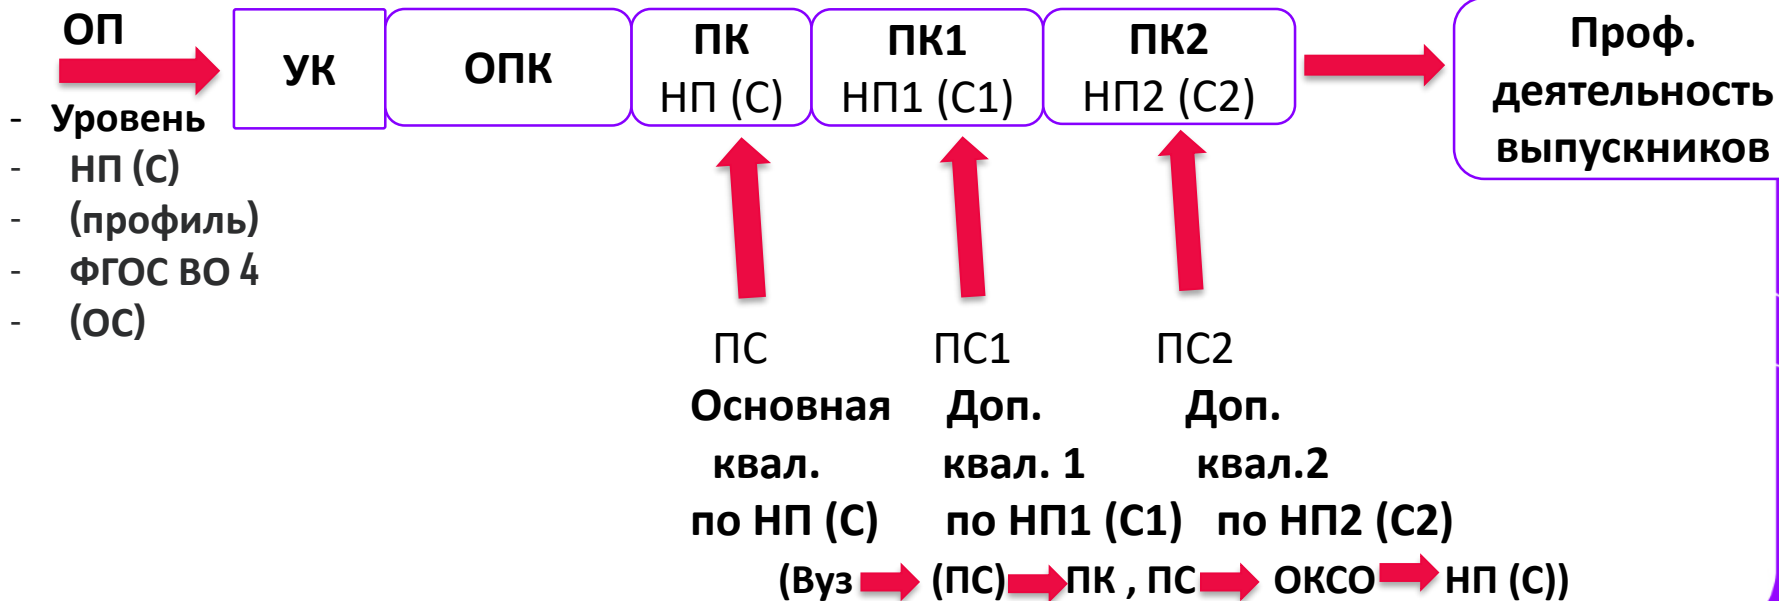 ОП
- Уровень
- НП (С)
- (профиль)
- ФГОС ВО 4
- (ОС)
УК
ОПК
ПК
НП (С)
ПК1
НП1 (С1)
ПК2
НП2 (С2)
Проф.
деятельность
выпускников
ПС
Основная
квал.
по НП (С)
ПС1
Доп.
квал. 1
по НП1 (С1)
ПС2
Доп.
квал.2
по НП2 (С2)
(Вуз (ПС) ПК , ПС ОКСО НП (С))